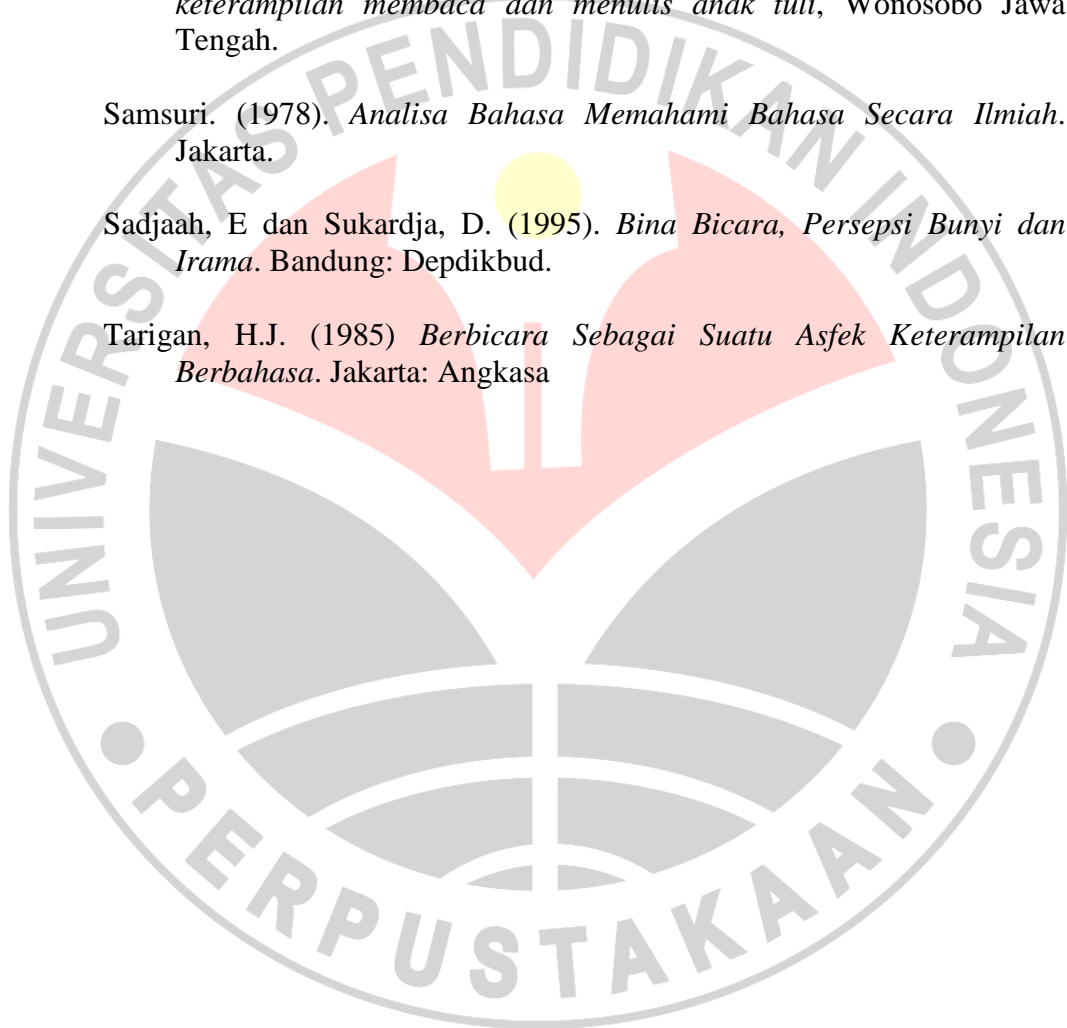 keterampilan membaca dan menulis anak tuli, Wonosobo Jawa
Tengah.
Samsuri. (1978). Analisa Bahasa Memahami Bahasa Secara Ilmiah.
Jakarta.
Sadjaah, E dan Sukardja, D. (1995). Bina Bicara, Persepsi Bunyi dan
Irama. Bandung: Depdikbud.
Tarigan, H.J. (1985) Berbicara Sebagai Suatu Asfek Keterampilan
Berbahasa. Jakarta: Angkasa
UNIVERSITAS PENDIDIKAN INDONESIA
PERPUSTAKAAN